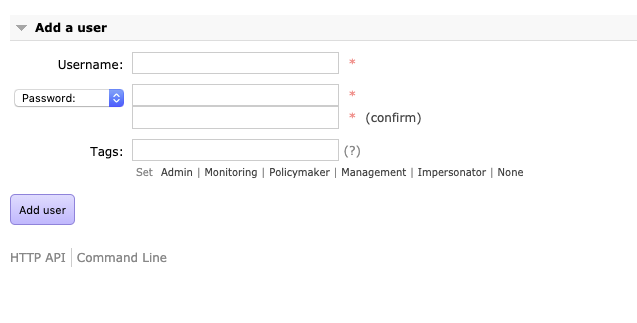 Add a user
Username: *
Password: *
* (confirm)
Tags: (?)
Set Admin | Monitoring | Policymaker | Management | Impersonator | None
Add user
HTTP API Command Line